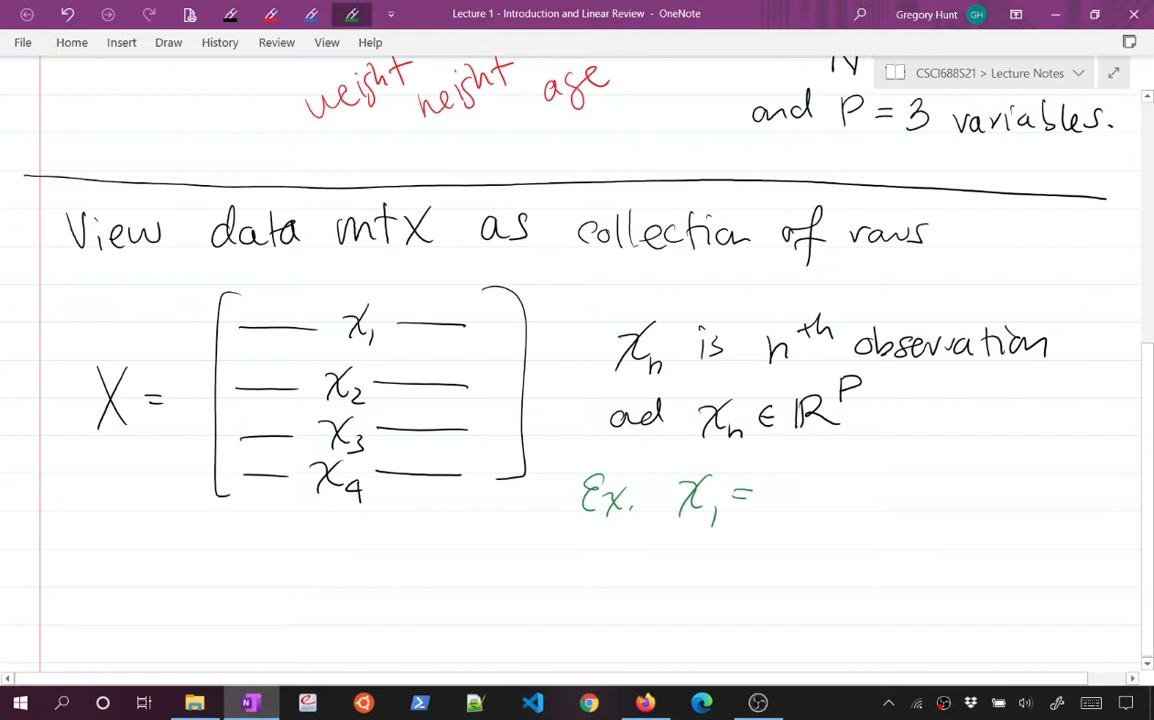 Lecture 1 - Introduction and Linear Review - OneNote
Gregory Hunt GH
File Home Insert Draw History Review View Help
CSCI688S21 > Lecture Notes
weight height age
N
and P = 3 variables.
View data mtx as collection of rows
X =
x₁
x₂
x₃
x₄
xₙ is nᵗʰ observation
ad xₙ ∈ ℝᴾ
Ex. x₁ =